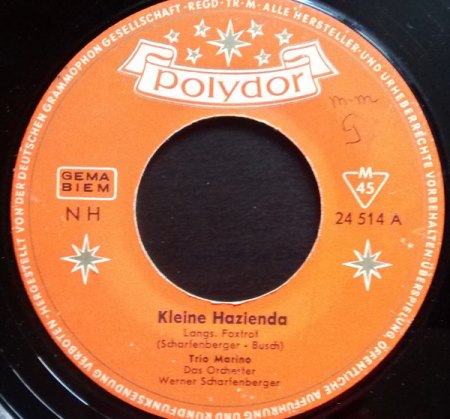 HERGESTELLT VON DER DEUTSCHEN GRAMMOPHON GESELLSCHAFT · REGD · TR · M · ALLE HERSTELLER- UND URHEBERRECHTE VORBEHALTEN · ÜBERSPIELUNG ÖFFENTLICHE AUFFÜHRUNG UND RUNDFUNKSENDUNG VERBOTEN
polydor
m-m
G
GEMA
BIEM
NH
M
45
24 514 A
Kleine Hazienda
Langs. Foxtrot
(Scharfenberger - Busch)
Trio Marino
Das Orchester
Werner Scharfenberger